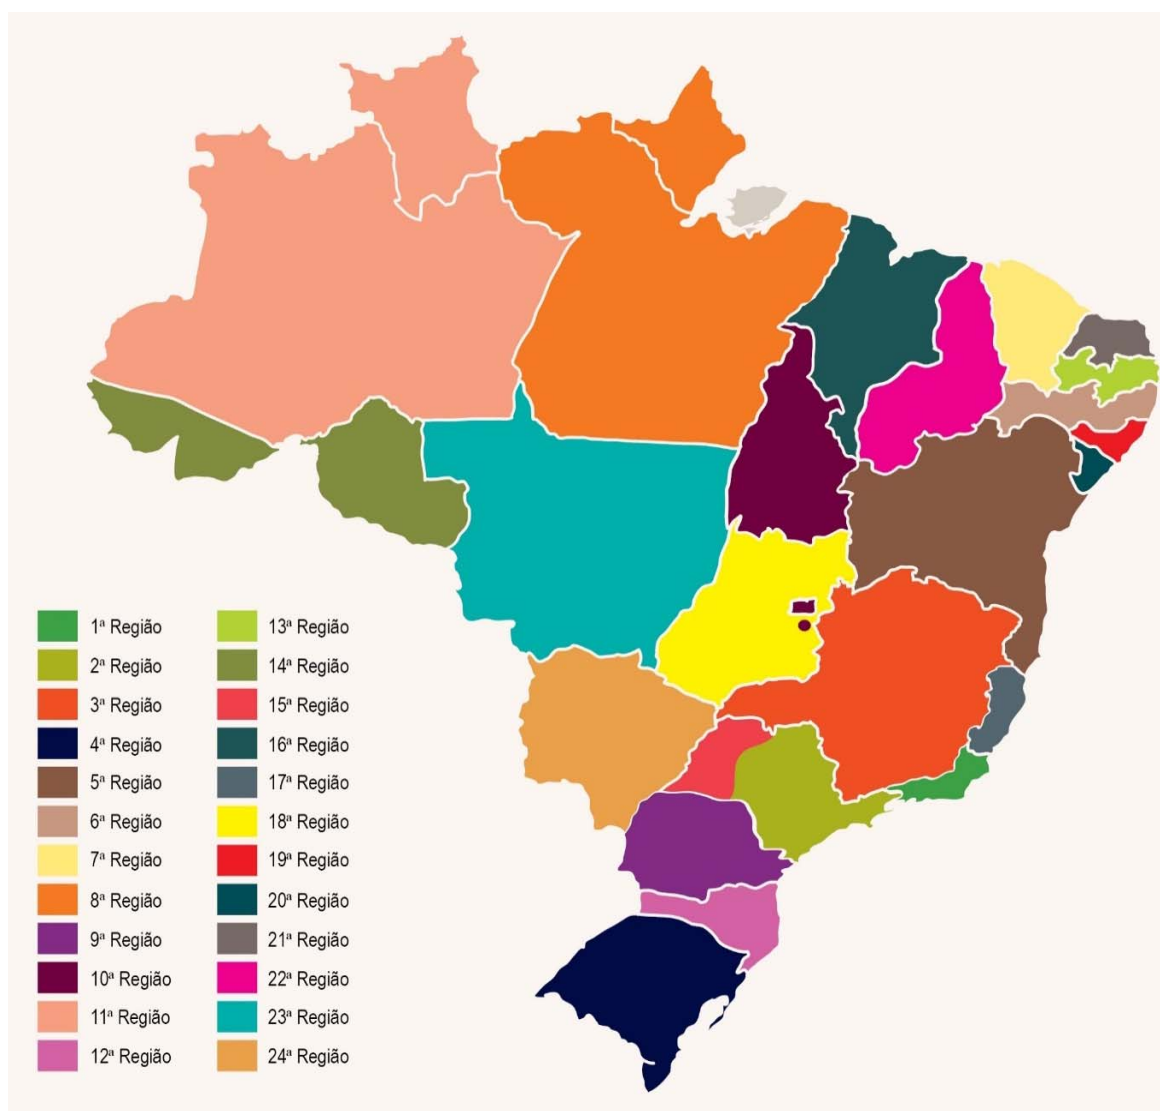 1ª Região
2ª Região
3ª Região
4ª Região
5ª Região
6ª Região
7ª Região
8ª Região
9ª Região
10ª Região
11ª Região
12ª Região
13ª Região
14ª Região
15ª Região
16ª Região
17ª Região
18ª Região
19ª Região
20ª Região
21ª Região
22ª Região
23ª Região
24ª Região